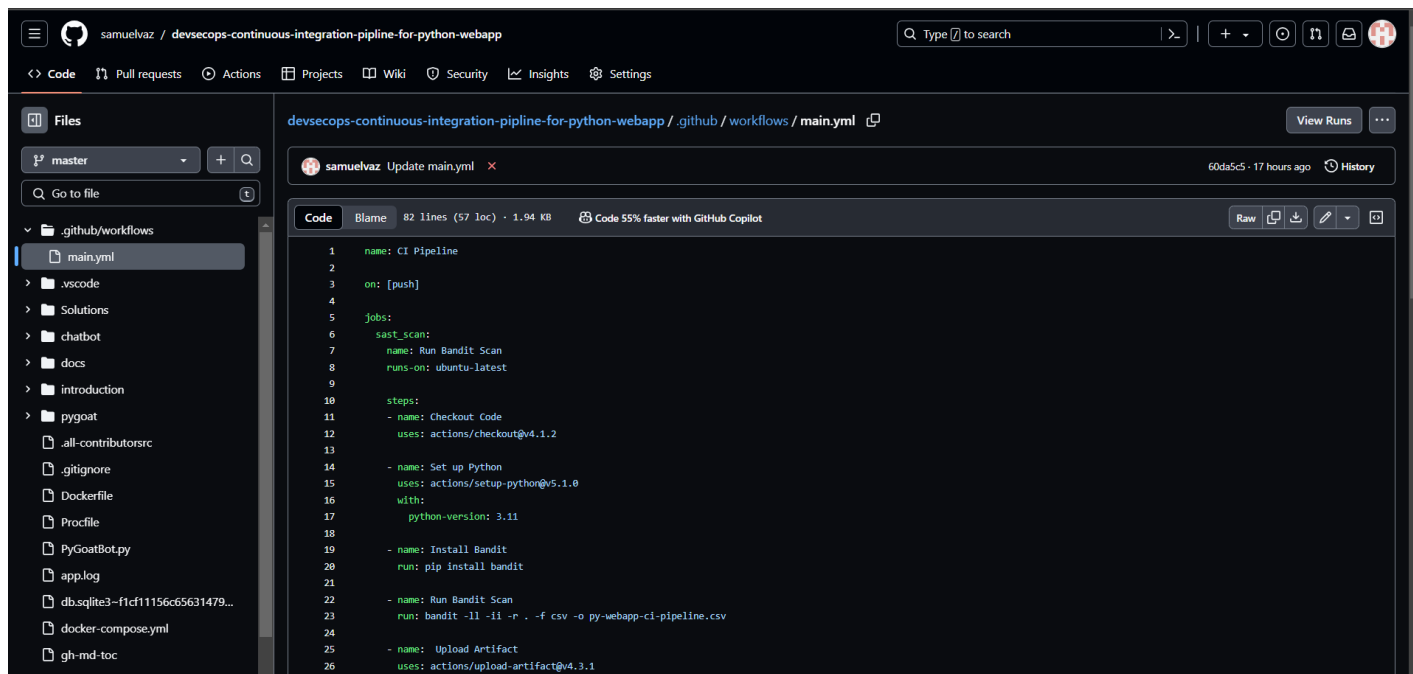 samuelvaz / devsecops-continuous-integration-pipline-for-python-webapp
Type / to search
Code Pull requests Actions Projects Wiki Security Insights Settings
Files
master
Go to file t
.github/workflows
main.yml
.vscode
Solutions
chatbot
docs
introduction
pygoat
.all-contributorsrc
.gitignore
Dockerfile
Procfile
PyGoatBot.py
app.log
db.sqlite3~f1cf11156c65631479...
docker-compose.yml
gh-md-toc
devsecops-continuous-integration-pipline-for-python-webapp / .github / workflows / main.yml
View Runs
samuelvaz Update main.yml
60da5c5 · 17 hours ago History
Code Blame 82 lines (57 loc) · 1.94 KB Code 55% faster with GitHub Copilot
Raw
1 name: CI Pipeline
2
3 on: [push]
4
5 jobs:
6 sast_scan:
7 name: Run Bandit Scan
8 runs-on: ubuntu-latest
9
10 steps:
11 - name: Checkout Code
12 uses: actions/checkout@v4.1.2
13
14 - name: Set up Python
15 uses: actions/setup-python@v5.1.0
16 with:
17 python-version: 3.11
18
19 - name: Install Bandit
20 run: pip install bandit
21
22 - name: Run Bandit Scan
23 run: bandit -ll -ii -r . -f csv -o py-webapp-ci-pipeline.csv
24
25 - name:  Upload Artifact
26 uses: actions/upload-artifact@v4.3.1